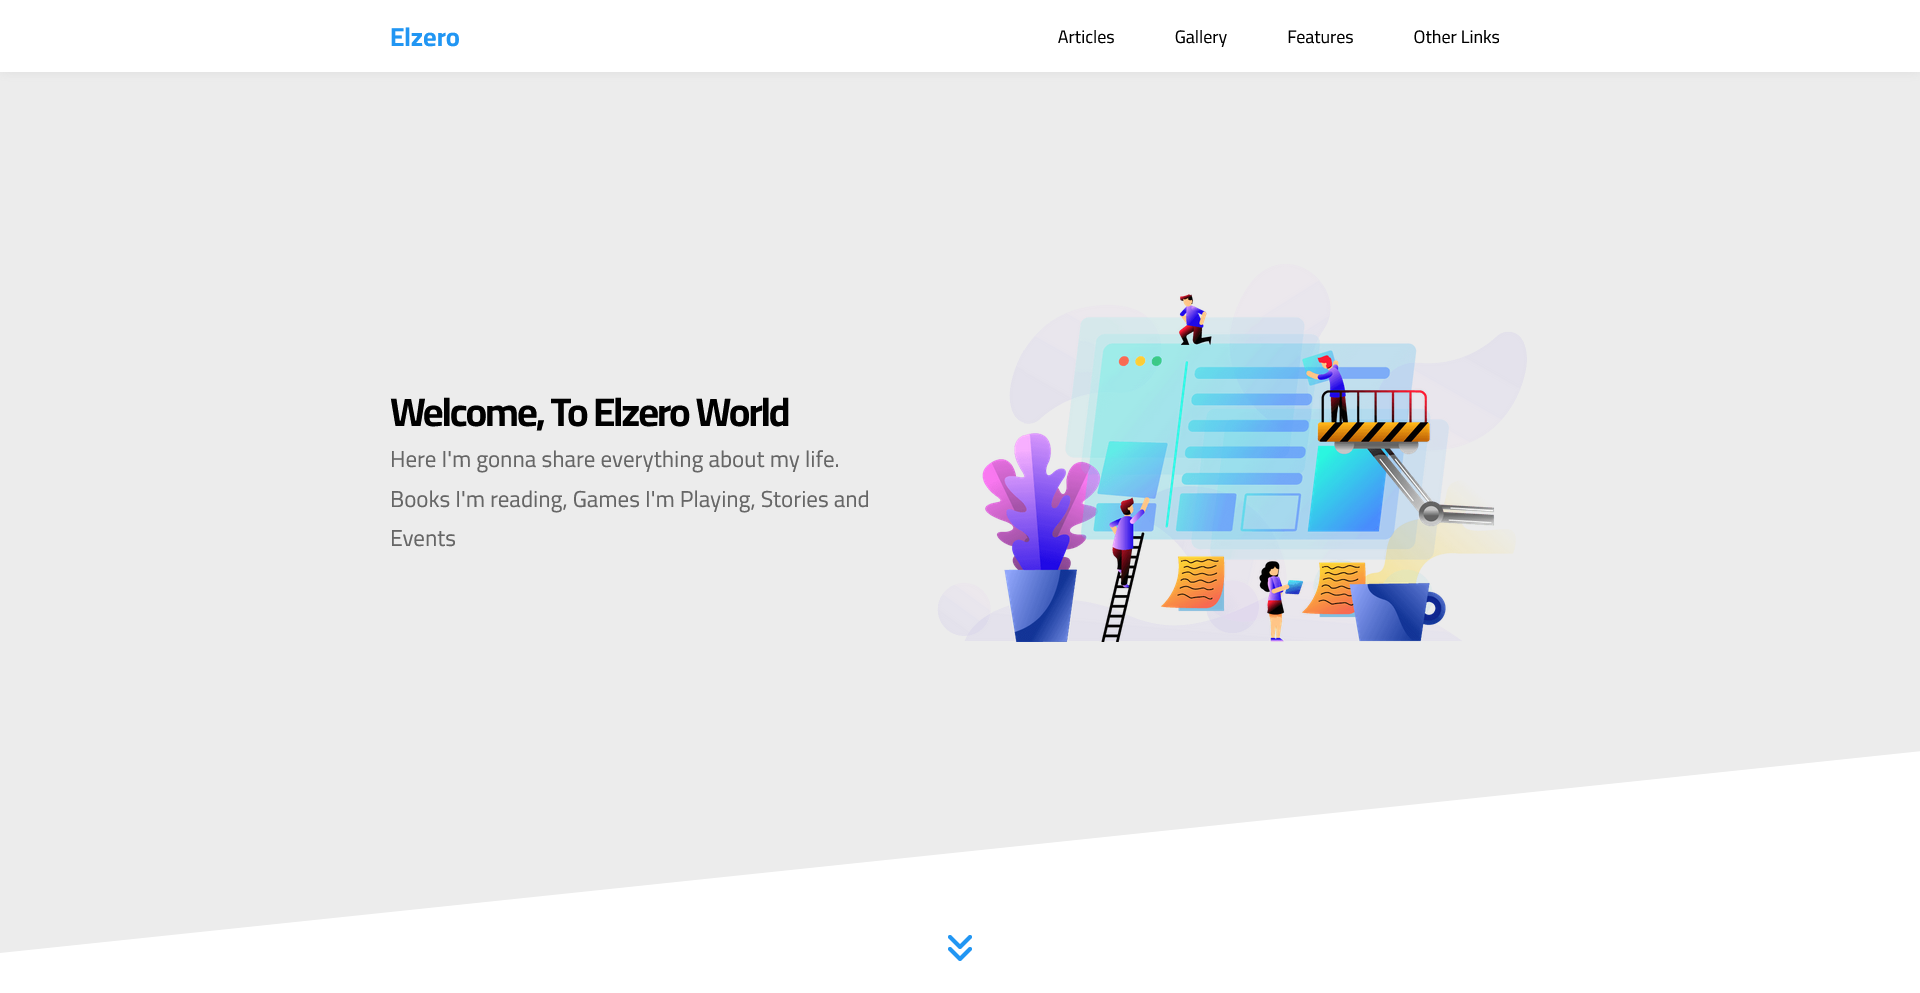 Elzero
Articles Gallery Features Other Links
Welcome, To Elzero World
Here I'm gonna share everything about my life.
Books I'm reading, Games I'm Playing, Stories and
Events